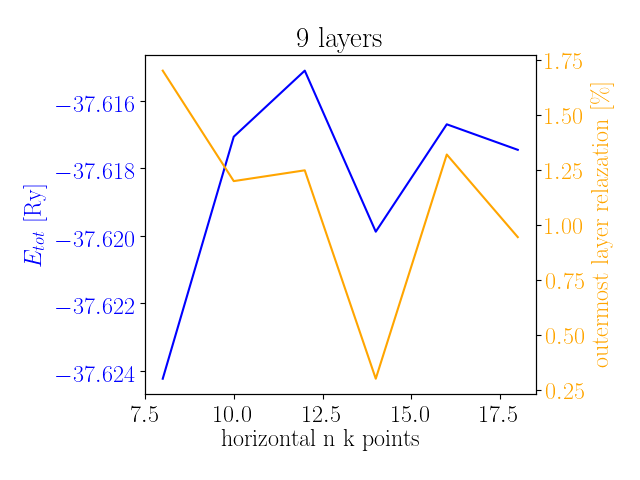 9 layers
E_tot [Ry]
−37.616
−37.618
−37.620
−37.622
−37.624
1.75
1.50
1.25
1.00
0.75
0.50
0.25
outermost layer relazation [%]
7.5 10.0 12.5 15.0 17.5
horizontal n k points